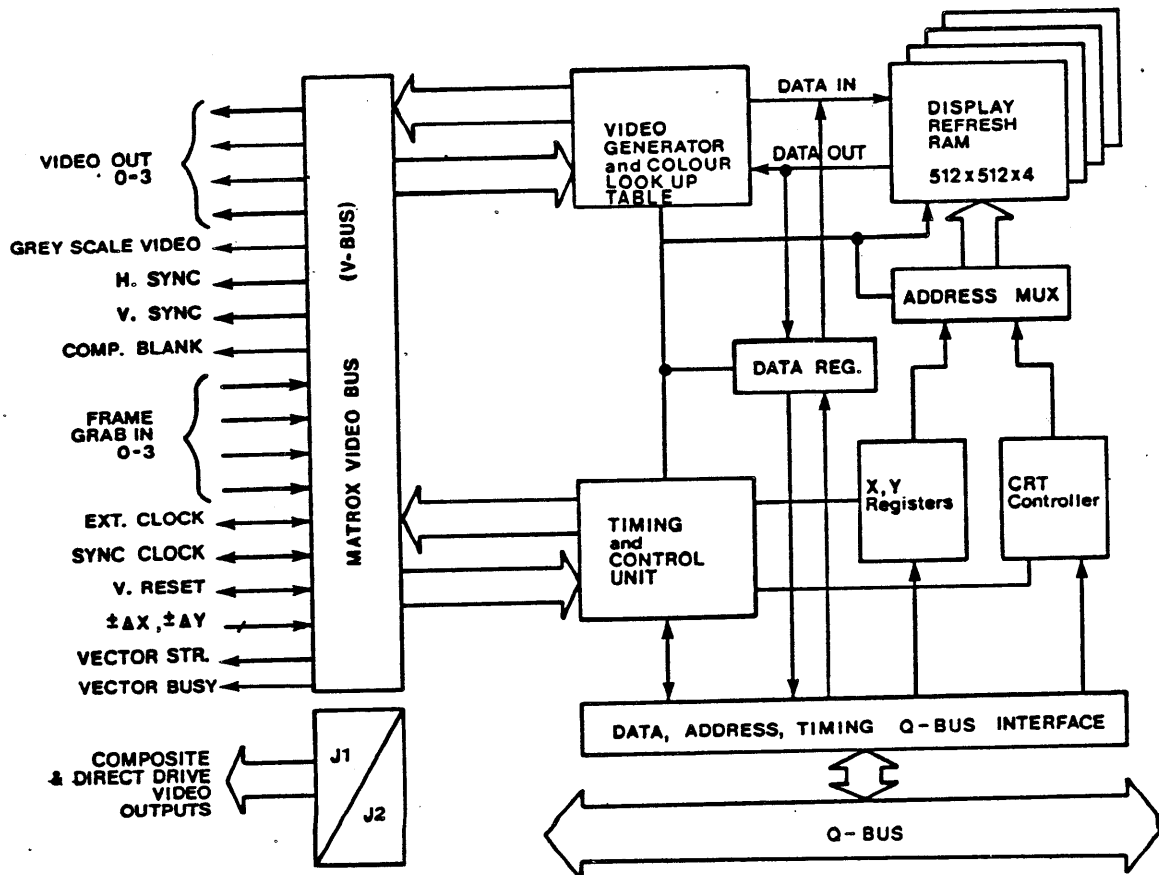 VIDEO OUT
0-3
GREY SCALE VIDEO
H. SYNC
V. SYNC
COMP. BLANK
FRAME
GRAB IN
0-3
EXT. CLOCK
SYNC CLOCK
V. RESET
±ΔX, ±ΔY
VECTOR STR.
VECTOR BUSY
MATROX VIDEO BUS (V-BUS)
COMPOSITE
& DIRECT DRIVE
VIDEO
OUTPUTS
J1
J2
VIDEO
GENERATOR
and COLOUR
LOOK UP
TABLE
DATA IN
DATA OUT
DISPLAY
REFRESH
RAM
512x512x4
ADDRESS MUX
DATA REG.
X, Y
Registers
CRT
Controller
TIMING
and
CONTROL
UNIT
DATA, ADDRESS, TIMING Q-BUS INTERFACE
Q-BUS